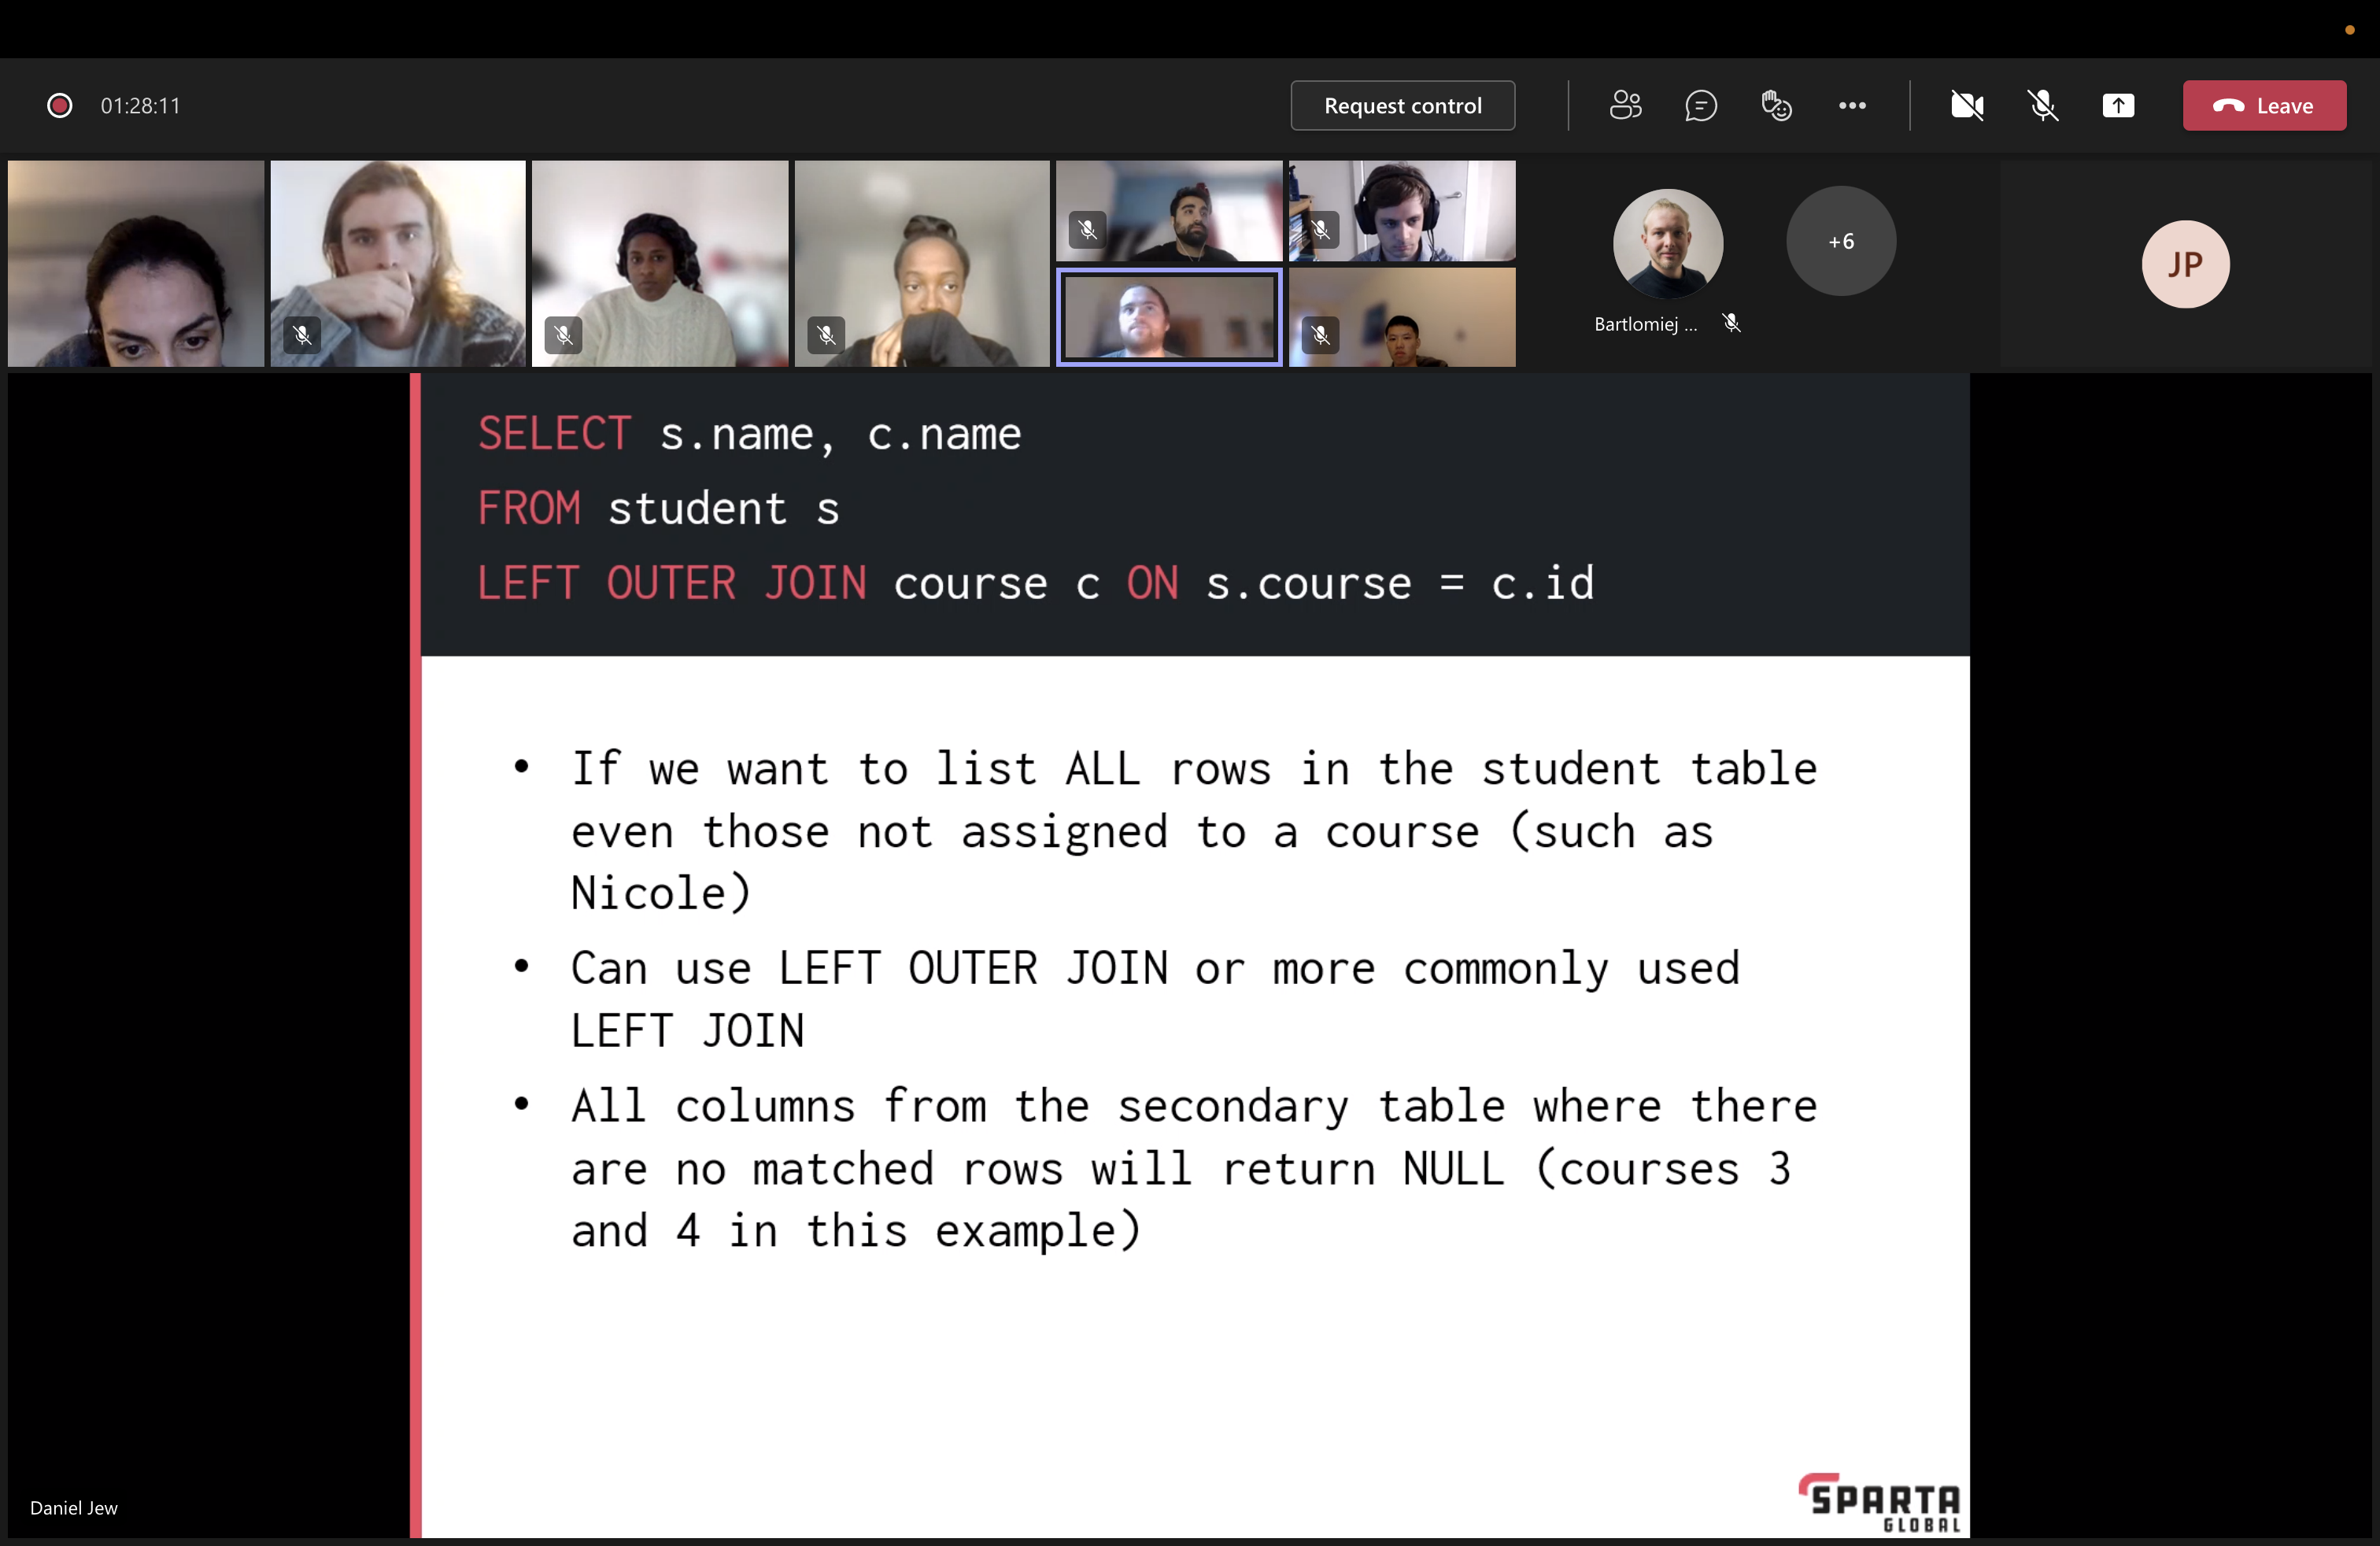 01:28:11
Request control
Leave
Bartlomiej ...
+6
JP
SELECT s.name, c.name
FROM student s
LEFT OUTER JOIN course c ON s.course = c.id
• If we want to list ALL rows in the student table
even those not assigned to a course (such as
Nicole)
• Can use LEFT OUTER JOIN or more commonly used
LEFT JOIN
• All columns from the secondary table where there
are no matched rows will return NULL (courses 3
and 4 in this example)
Daniel Jew
SPARTA
GLOBAL